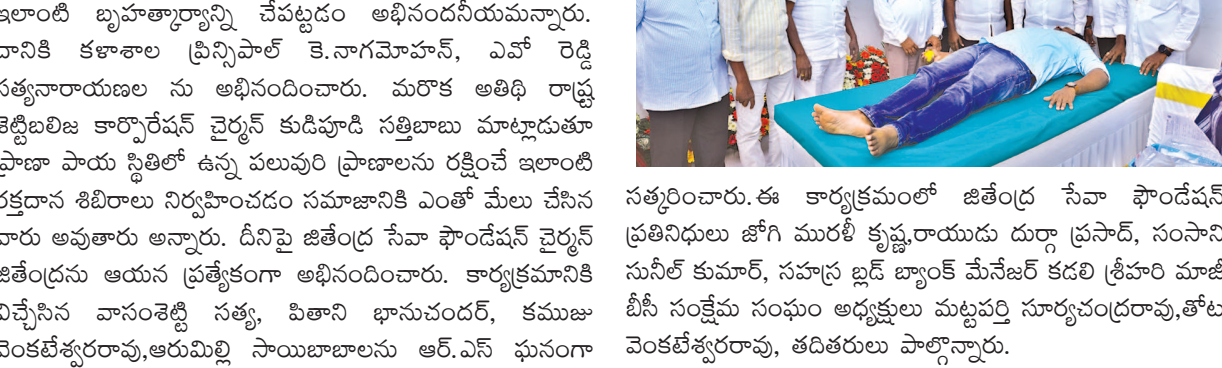 ఇలాంటి బృహత్కార్యాన్ని చేపట్టడం అభినందనీయమన్నారు.
దానికి కళాశాల ప్రిన్సిపాల్ కె.నాగమోహన్, ఎవో రెడ్డి
సత్యనారాయణల ను అభినందించారు. మరొక అతిథి రాష్ట్ర
శెట్టిబలిజ కార్పొరేషన్ చైర్మన్ కుడిపూడి సత్తిబాబు మాట్లాడుతూ
ప్రాణా పాయ స్థితిలో ఉన్న పలువురి ప్రాణాలను రక్షించే ఇలాంటి
రక్తదాన శిబిరాలు నిర్వహించడం సమాజానికి ఎంతో మేలు చేసిన
వారు అవుతారు అన్నారు. దీనిపై జితేంద్ర సేవా ఫౌండేషన్ చైర్మన్
జితేంద్రను ఆయన ప్రత్యేకంగా అభినందించారు. కార్యక్రమానికి
విచ్చేసిన వాసంశెట్టి సత్య, పితాని భానుచందర్, కముజు
వెంకటేశ్వరరావు,ఆరుమిల్లి సాయిబాబాలను ఆర్.ఎస్ ఘనంగా
సత్కరించారు.ఈ కార్యక్రమంలో జితేంద్ర సేవా ఫౌండేషన్
ప్రతినిధులు జోగి మురళీ కృష్ణ,రాయుడు దుర్గా ప్రసాద్, సంసాని
సునీల్ కుమార్, సహస్ర బ్లడ్ బ్యాంక్ మేనేజర్ కడలి శ్రీహరి మాజీ
బీసీ సంక్షేమ సంఘం అధ్యక్షులు మట్టపర్తి సూర్యచంద్రరావు,తోట
వెంకటేశ్వరరావు, తదితరులు పాల్గొన్నారు.